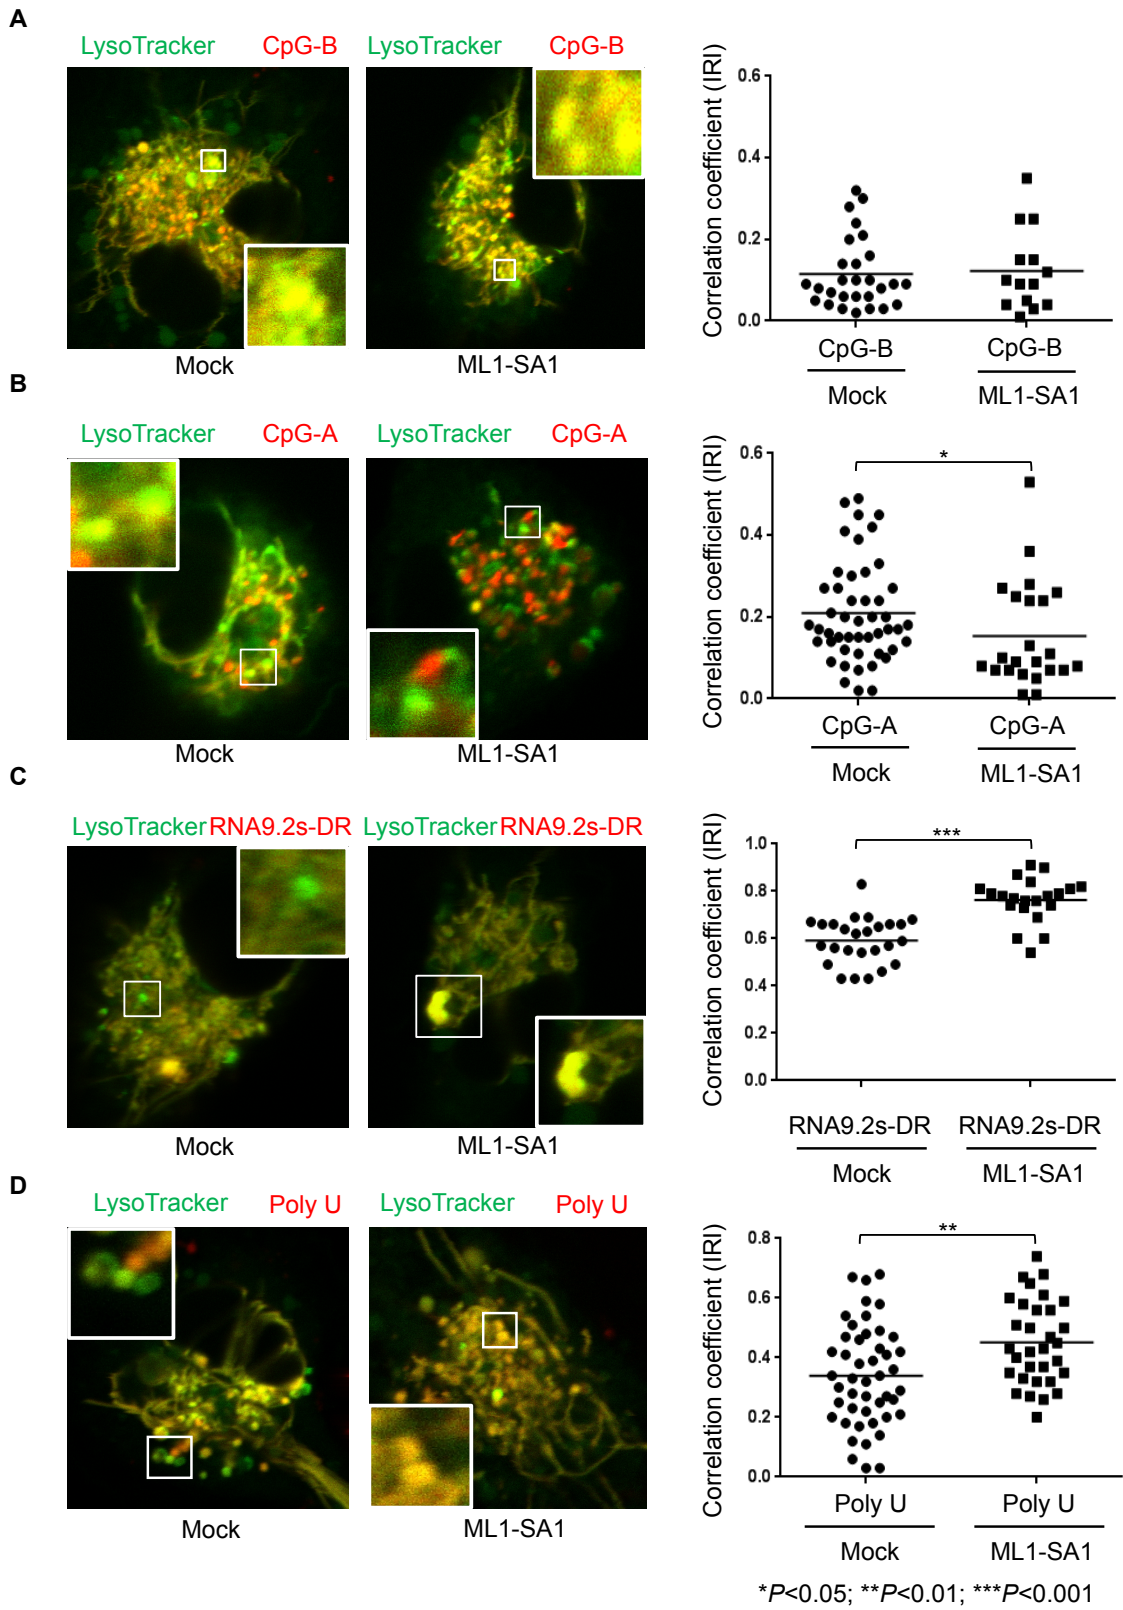 A
LysoTracker CpG-B LysoTracker CpG-B
Mock ML1-SA1
Correlation coefficient (IRI)
0.6
0.4
0.2
0.0
CpG-B CpG-B
Mock ML1-SA1
B
LysoTracker CpG-A LysoTracker CpG-A
Mock ML1-SA1
Correlation coefficient (IRI)
*
0.6
0.4
0.2
0.0
CpG-A CpG-A
Mock ML1-SA1
C
LysoTracker RNA9.2s-DR LysoTracker RNA9.2s-DR
Mock ML1-SA1
Correlation coefficient (IRI)
***
1.0
0.8
0.6
0.4
0.2
0.0
RNA9.2s-DR RNA9.2s-DR
Mock ML1-SA1
D
LysoTracker Poly U LysoTracker Poly U
Mock ML1-SA1
Correlation coefficient (IRI)
**
0.8
0.6
0.4
0.2
0.0
Poly U Poly U
Mock ML1-SA1
*P<0.05; **P<0.01; ***P<0.001